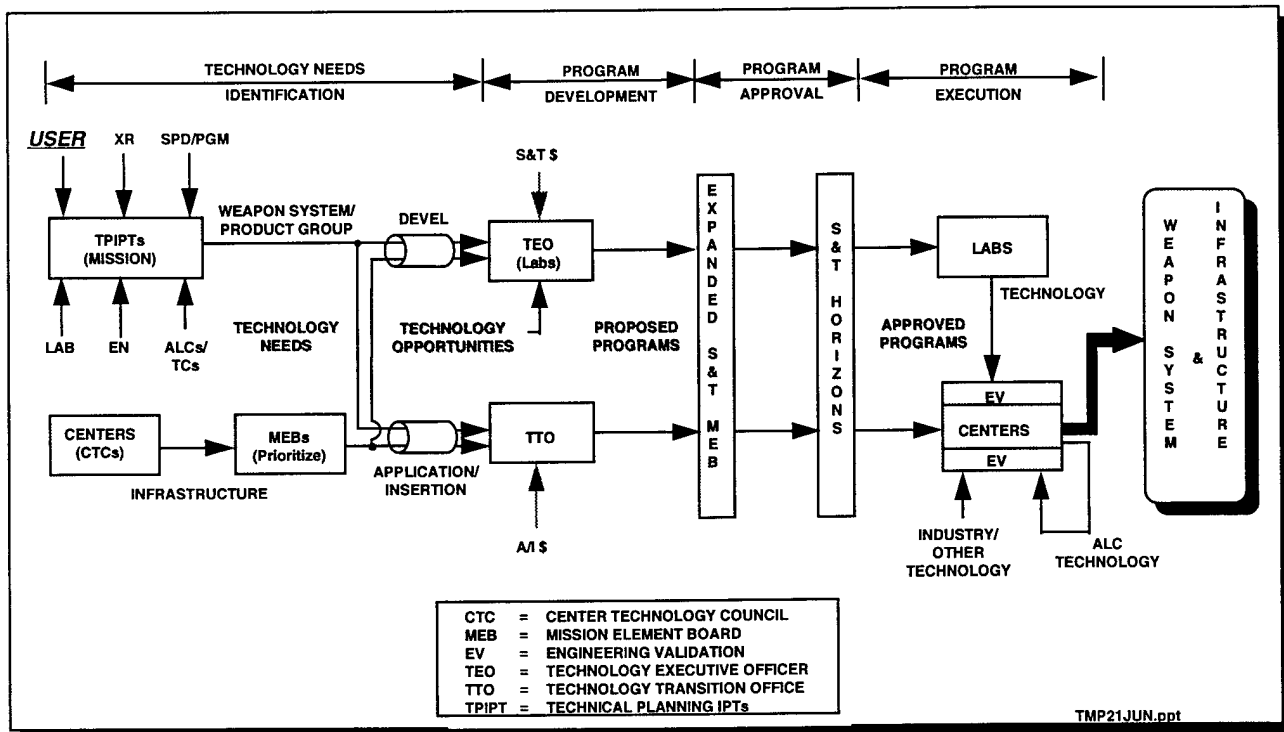 TECHNOLOGY NEEDS
IDENTIFICATION
PROGRAM
DEVELOPMENT
PROGRAM
APPROVAL
PROGRAM
EXECUTION
USER
XR
SPD/PGM
S&T $
WEAPON SYSTEM/
PRODUCT GROUP
DEVEL
TPIPTs
(MISSION)
TEO
(Labs)
LABS
TECHNOLOGY
LAB
EN
ALCs/
TCs
TECHNOLOGY
NEEDS
TECHNOLOGY
OPPORTUNITIES
PROPOSED
PROGRAMS
EXPANDED S&T MEB
S&T HORIZONS
APPROVED
PROGRAMS
WEAPON SYSTEM
&
INFRASTRUCTURE
CENTERS
(CTCs)
MEBs
(Prioritize)
INFRASTRUCTURE
APPLICATION/
INSERTION
TTO
A/I $
EV
CENTERS
EV
INDUSTRY/
OTHER
TECHNOLOGY
ALC
TECHNOLOGY
CTC = CENTER TECHNOLOGY COUNCIL
MEB = MISSION ELEMENT BOARD
EV = ENGINEERING VALIDATION
TEO = TECHNOLOGY EXECUTIVE OFFICER
TTO = TECHNOLOGY TRANSITION OFFICE
TPIPT = TECHNICAL PLANNING IPTs
TMP21JUN.ppt